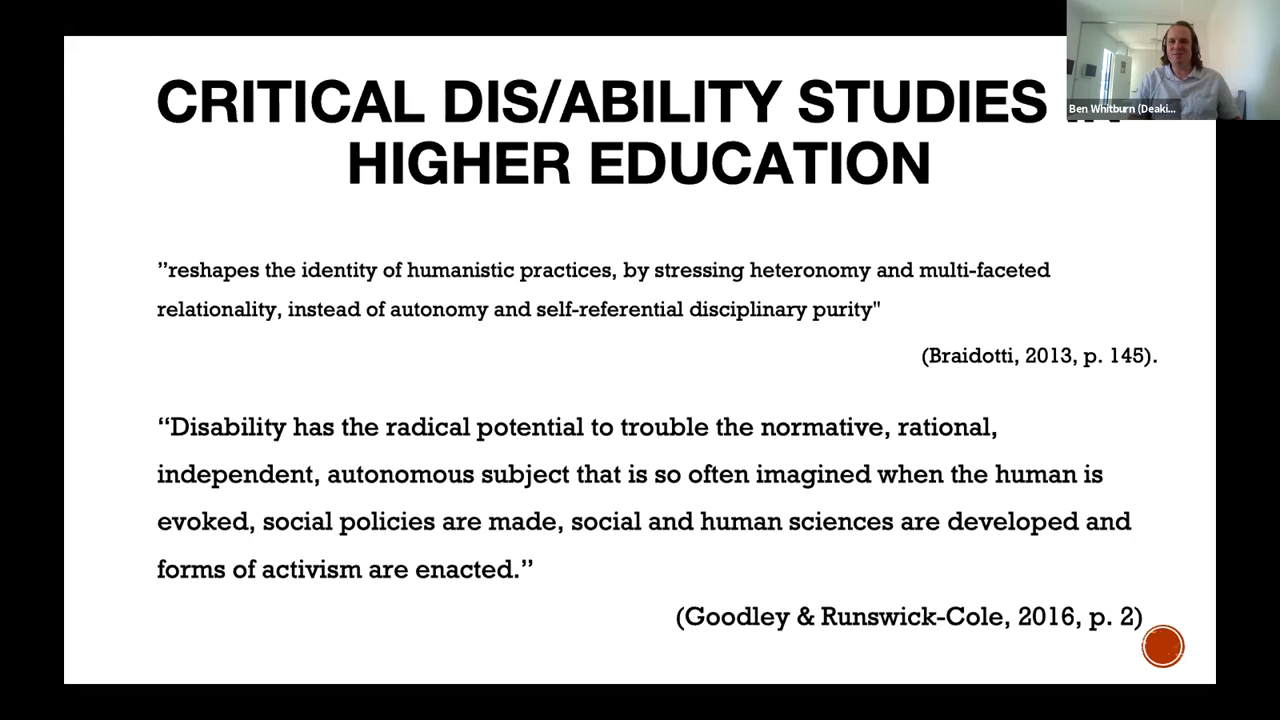 CRITICAL DIS/ABILITY STUDIES
HIGHER EDUCATION
Ben Whitburn (Deaki...
”reshapes the identity of humanistic practices, by stressing heteronomy and multi-faceted
relationality, instead of autonomy and self-referential disciplinary purity"
(Braidotti, 2013, p. 145).
“Disability has the radical potential to trouble the normative, rational,
independent, autonomous subject that is so often imagined when the human is
evoked, social policies are made, social and human sciences are developed and
forms of activism are enacted.”
(Goodley & Runswick-Cole, 2016, p. 2)